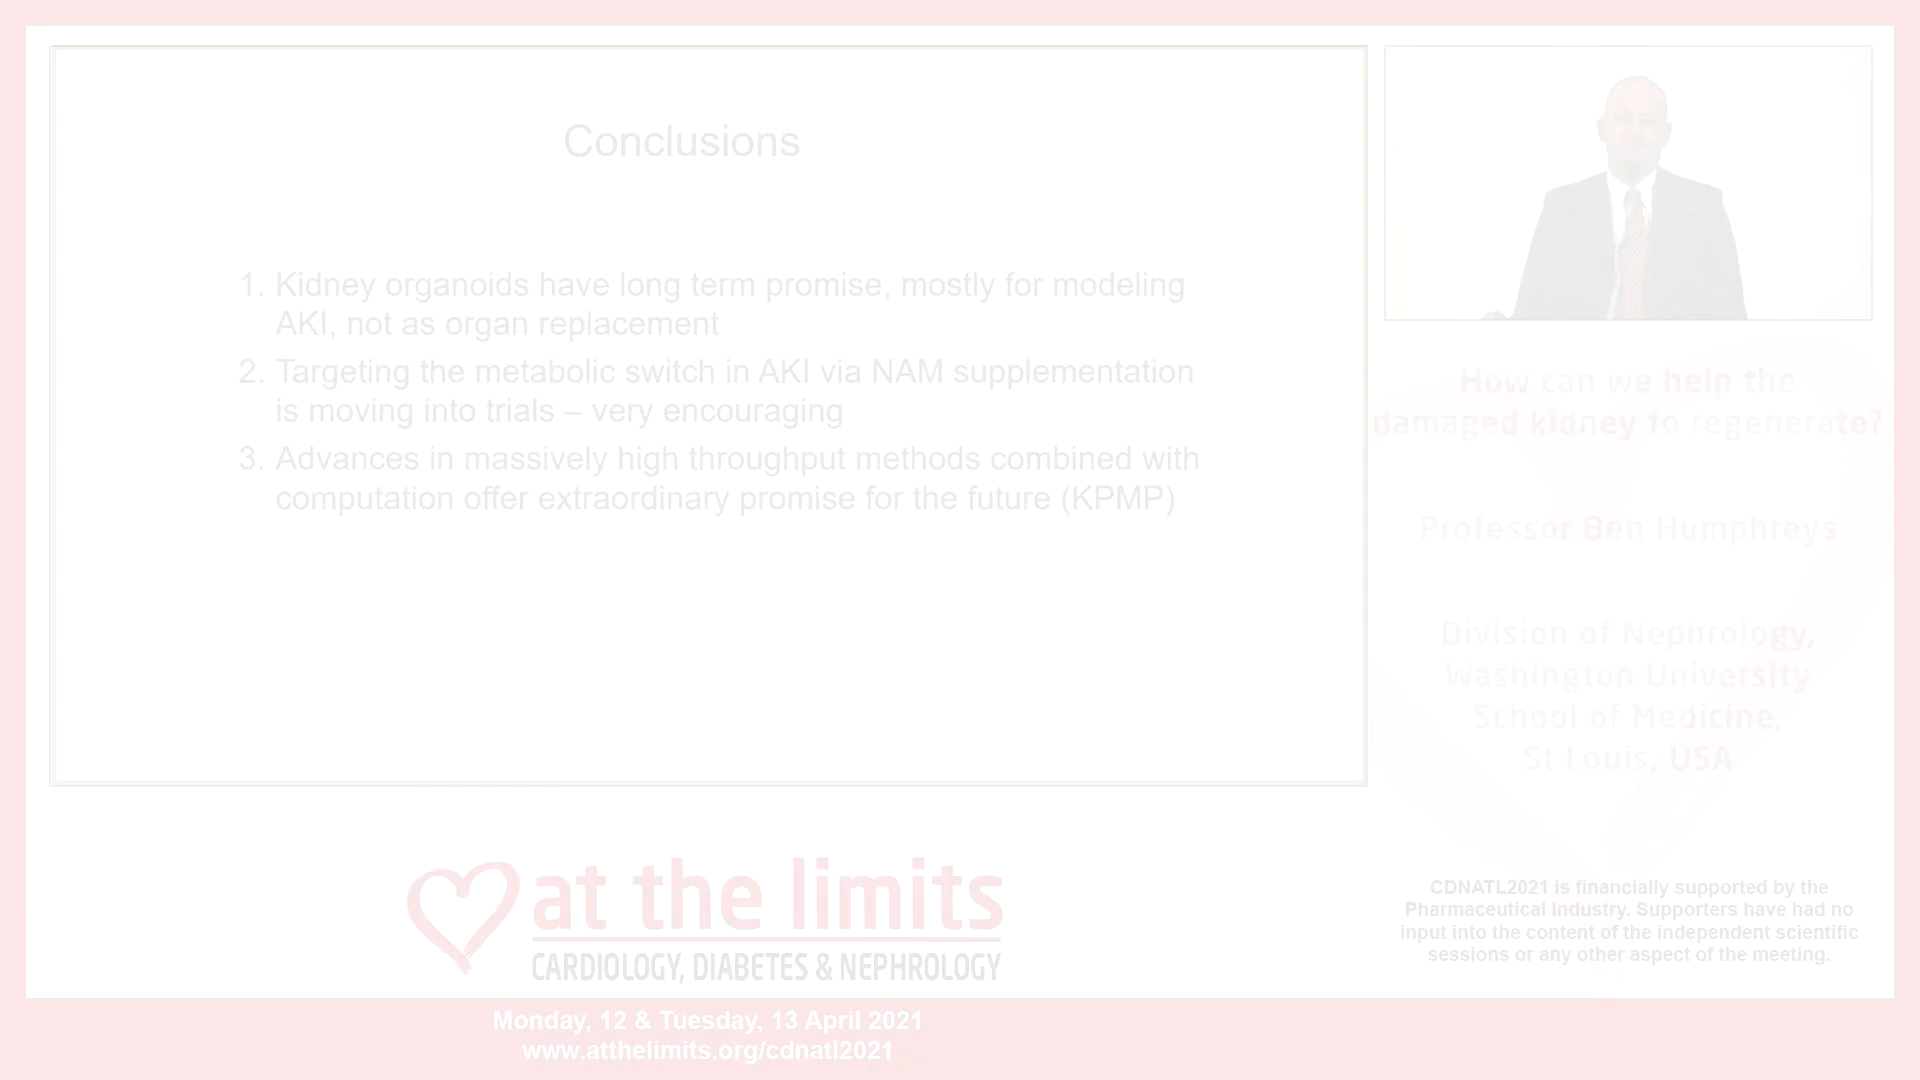 Conclusions
1. Kidney organoids have long term promise, mostly for modeling
AKI, not as organ replacement
2. Targeting the metabolic switch in AKI via NAM supplementation
is moving into trials – very encouraging
3. Advances in massively high throughput methods combined with
computation offer extraordinary promise for the future (KPMP)
How can we help the
damaged kidney to regenerate?
Professor Ben Humphreys
Division of Nephrology,
Washington University
School of Medicine,
St Louis, USA
CDNATL2021 is financially supported by the
Pharmaceutical Industry. Supporters have had no
input into the content of the independent scientific
sessions or any other aspect of the meeting.
at the limits
CARDIOLOGY, DIABETES & NEPHROLOGY
Monday, 12 & Tuesday, 13 April 2021
www.atthelimits.org/cdnatl2021